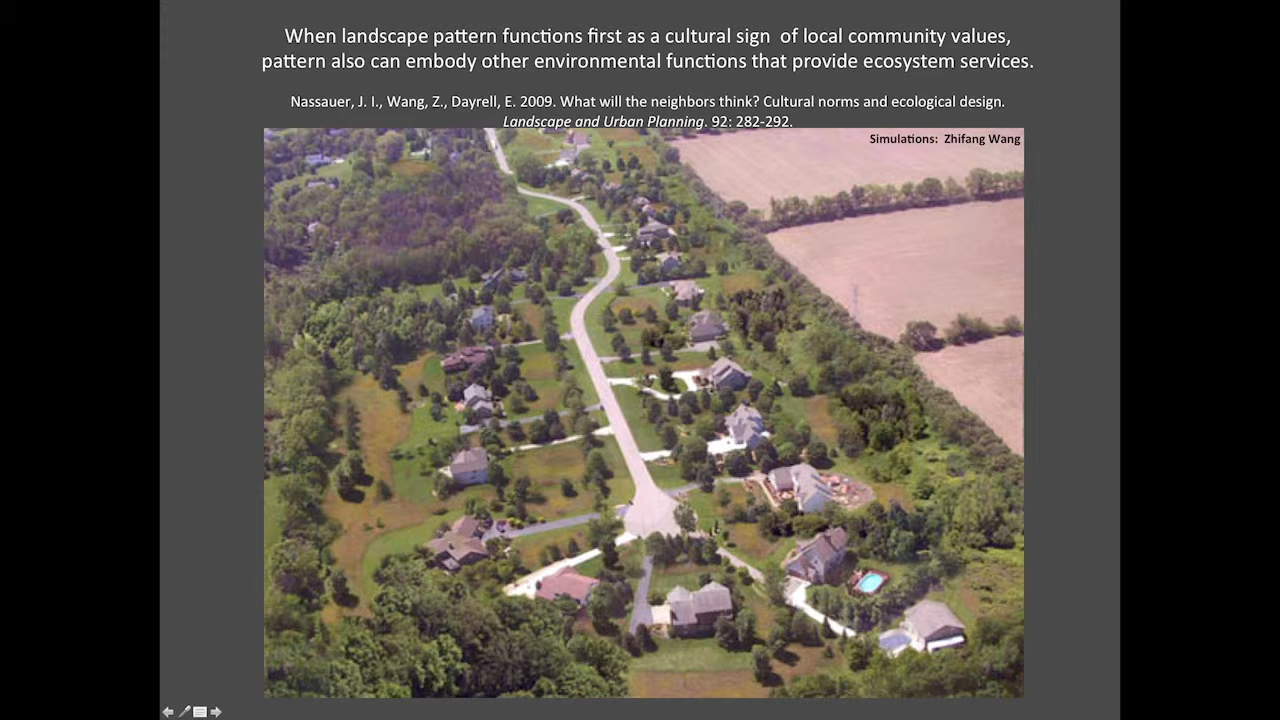 When landscape pattern functions first as a cultural sign of local community values,
pattern also can embody other environmental functions that provide ecosystem services.
Nassauer, J. I., Wang, Z., Dayrell, E. 2009. What will the neighbors think? Cultural norms and ecological design.
Landscape and Urban Planning. 92: 282-292.
Simulations: Zhifang Wang